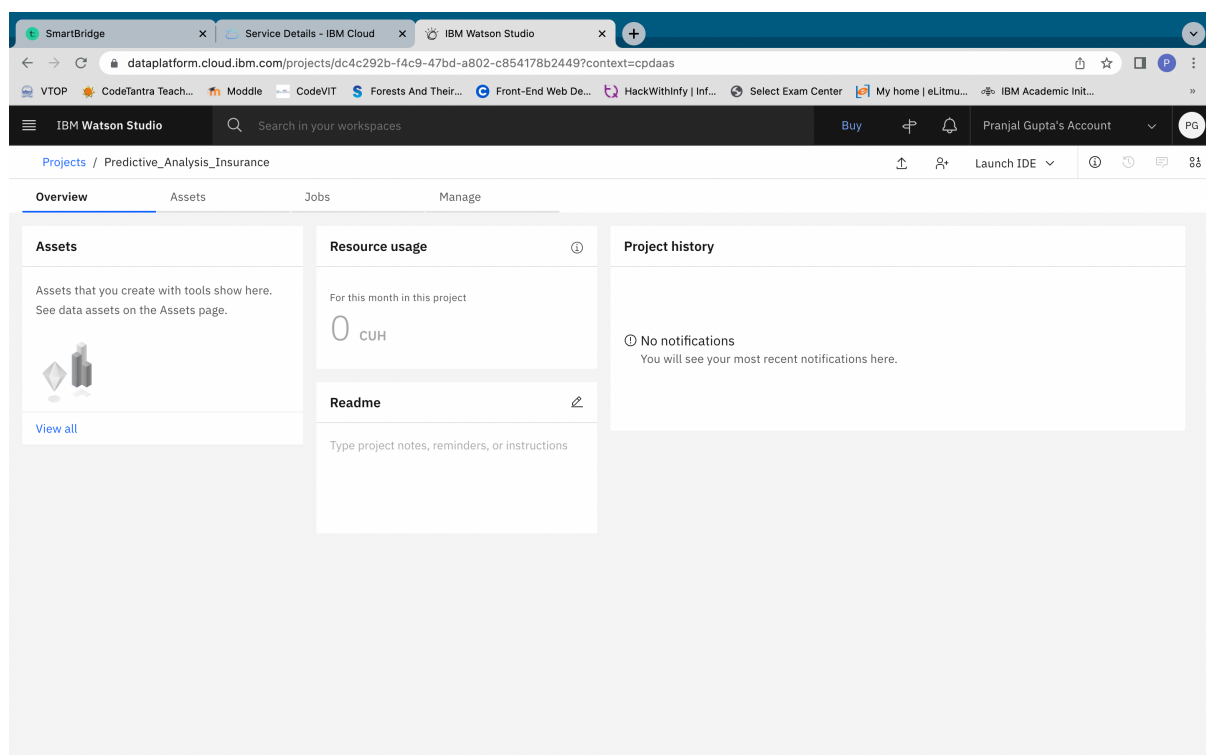 SmartBridge
Service Details - IBM Cloud
IBM Watson Studio
dataplatform.cloud.ibm.com/projects/dc4c292b-f4c9-47bd-a802-c854178b2449?context=cpdaas
P
VTOP
CodeTantra Teach...
Moddle
CodeVIT
Forests And Their...
Front-End Web De...
HackWithInfy | Inf...
Select Exam Center
My home | eLitmu...
IBM Academic Init...
»
IBM Watson Studio
Search in your workspaces
Buy
Pranjal Gupta's Account
PG
Projects / Predictive_Analysis_Insurance
Launch IDE
Overview
Assets
Jobs
Manage
Assets
Assets that you create with tools show here.
See data assets on the Assets page.
View all
Resource usage
For this month in this project
0 CUH
Readme
Type project notes, reminders, or instructions
Project history
No notifications
You will see your most recent notifications here.